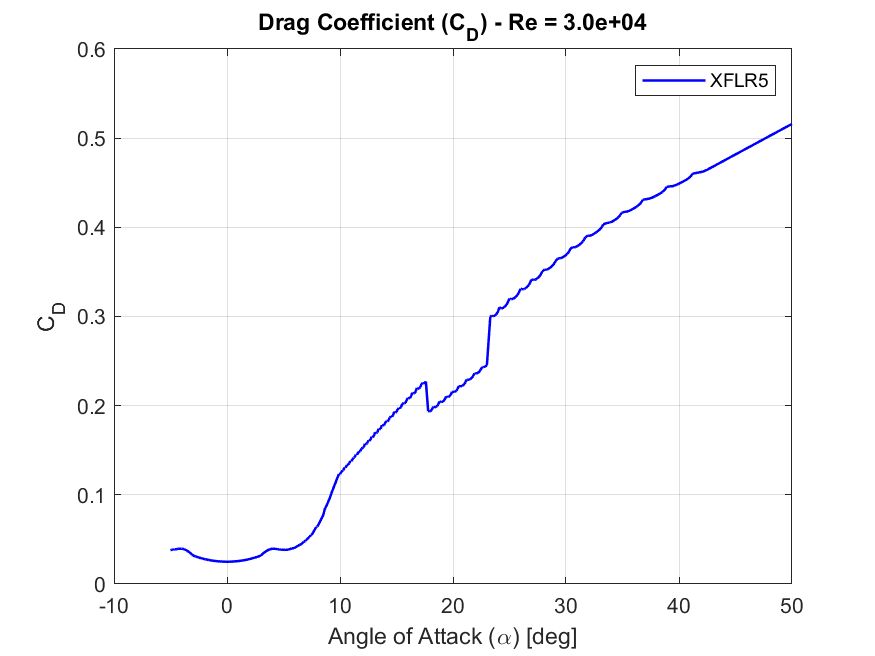 Drag Coefficient (C_D) - Re = 3.0e+04
XFLR5
0.6
0.5
0.4
0.3
0.2
0.1
0
C_D
-10 0 10 20 30 40 50
Angle of Attack (α) [deg]